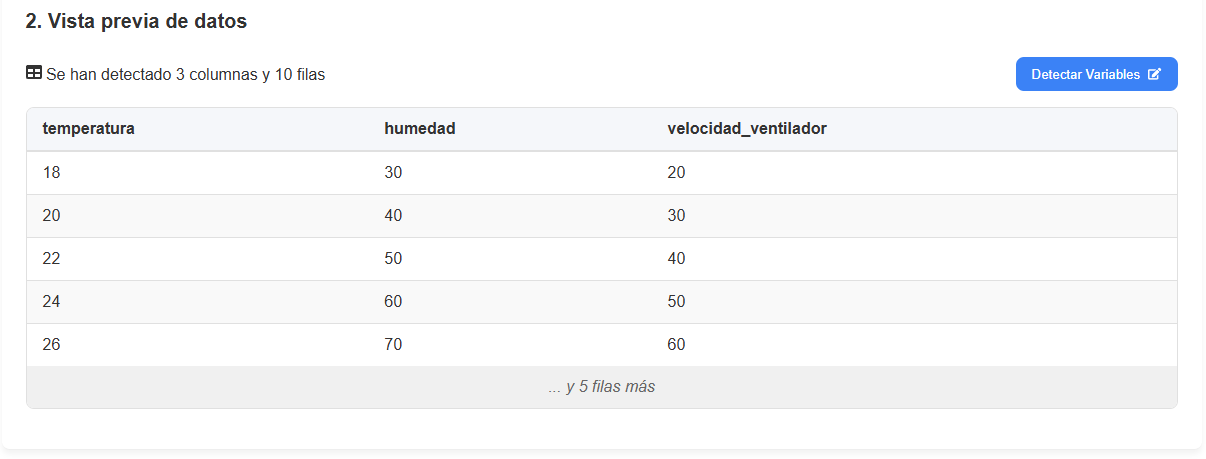 2. Vista previa de datos
Se han detectado 3 columnas y 10 filas
Detectar Variables
temperatura humedad velocidad_ventilador
18 30 20
20 40 30
22 50 40
24 60 50
26 70 60
... y 5 filas más